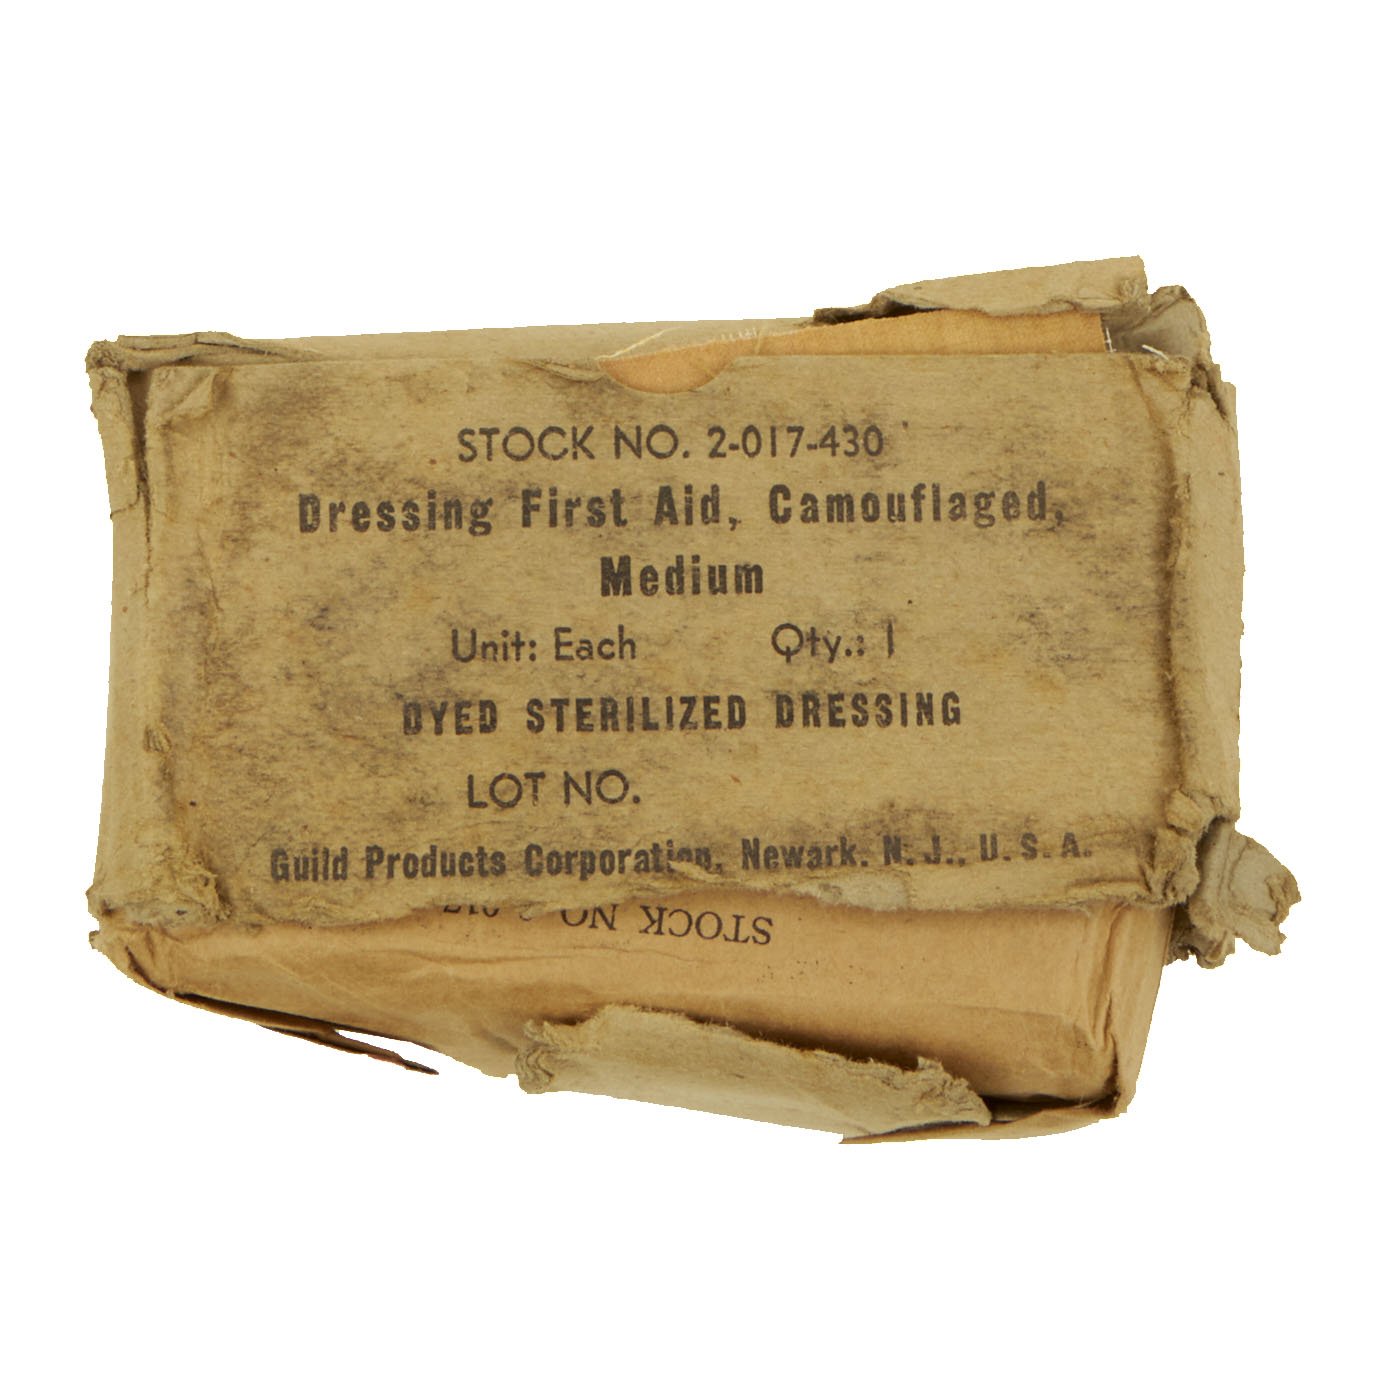 STOCK NO. 2-017-430
Dressing First Aid, Camouflaged,
Medium
Unit: Each Qty.: 1
DYED STERILIZED DRESSING
LOT NO.
Guild Products Corporation, Newark, N. J., U. S. A.
STOCK NO